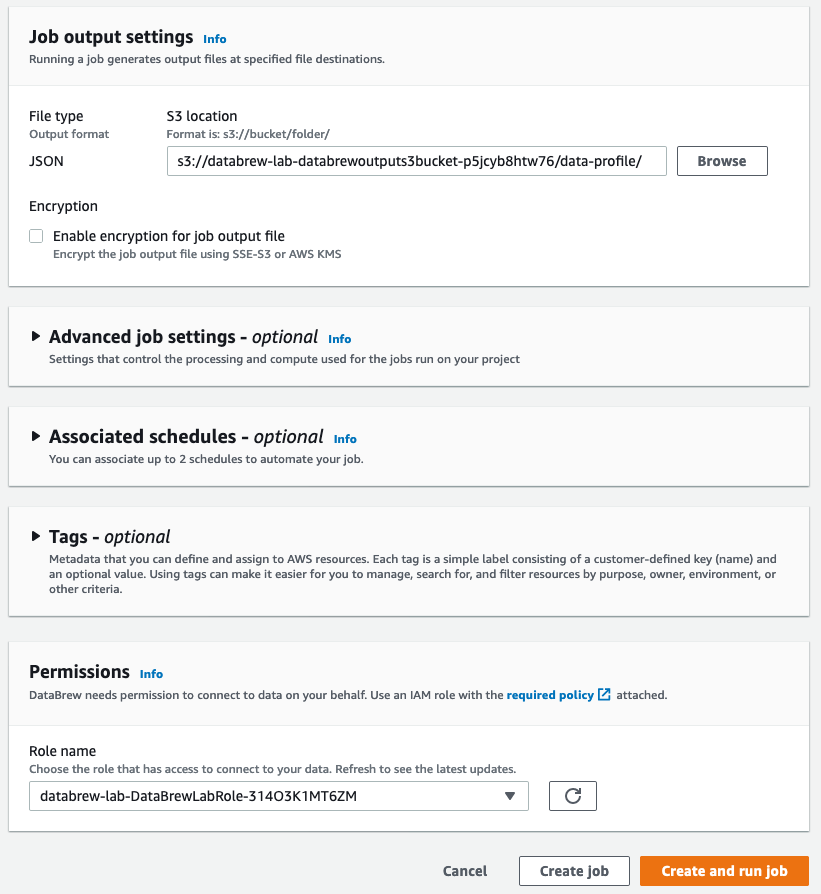 Job output settings Info
Running a job generates output files at specified file destinations.
File type S3 location
Output format Format is: s3://bucket/folder/
JSON s3://databrew-lab-databrewoutputs3bucket-p5jcyb8htw76/data-profile/ Browse
Encryption
Enable encryption for job output file
Encrypt the job output file using SSE-S3 or AWS KMS
Advanced job settings - optional Info
Settings that control the processing and compute used for the jobs run on your project
Associated schedules - optional Info
You can associate up to 2 schedules to automate your job.
Tags - optional
Metadata that you can define and assign to AWS resources. Each tag is a simple label consisting of a customer-defined key (name) and
an optional value. Using tags can make it easier for you to manage, search for, and filter resources by purpose, owner, environment, or
other criteria.
Permissions Info
DataBrew needs permission to connect to data on your behalf. Use an IAM role with the required policy attached.
Role name
Choose the role that has access to connect to your data. Refresh to see the latest updates.
databrew-lab-DataBrewLabRole-314O3K1MT6ZM
Cancel Create job Create and run job